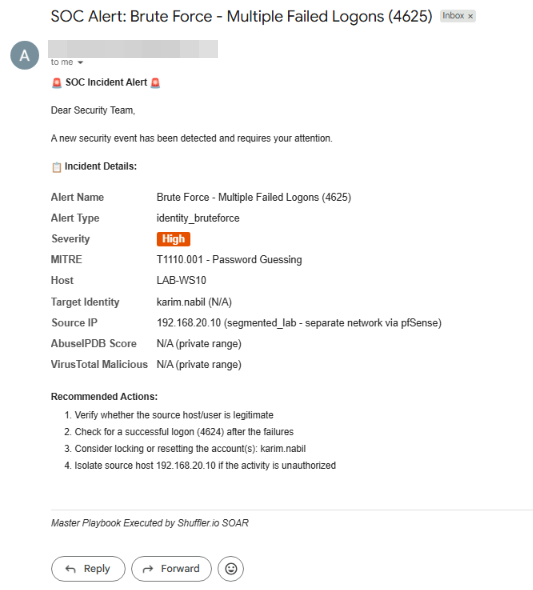 SOC Alert: Brute Force - Multiple Failed Logons (4625) Inbox x
A
to me
🚨 SOC Incident Alert 🚨
Dear Security Team,
A new security event has been detected and requires your attention.
📋 Incident Details:
Alert Name Brute Force - Multiple Failed Logons (4625)
Alert Type identity_bruteforce
Severity High
MITRE T1110.001 - Password Guessing
Host LAB-WS10
Target Identity karim.nabil (N/A)
Source IP 192.168.20.10 (segmented_lab - separate network via pfSense)
AbuseIPDB Score N/A (private range)
VirusTotal Malicious N/A (private range)
Recommended Actions:
1. Verify whether the source host/user is legitimate
2. Check for a successful logon (4624) after the failures
3. Consider locking or resetting the account(s): karim.nabil
4. Isolate source host 192.168.20.10 if the activity is unauthorized
Master Playbook Executed by Shuffler.io SOAR
Reply Forward